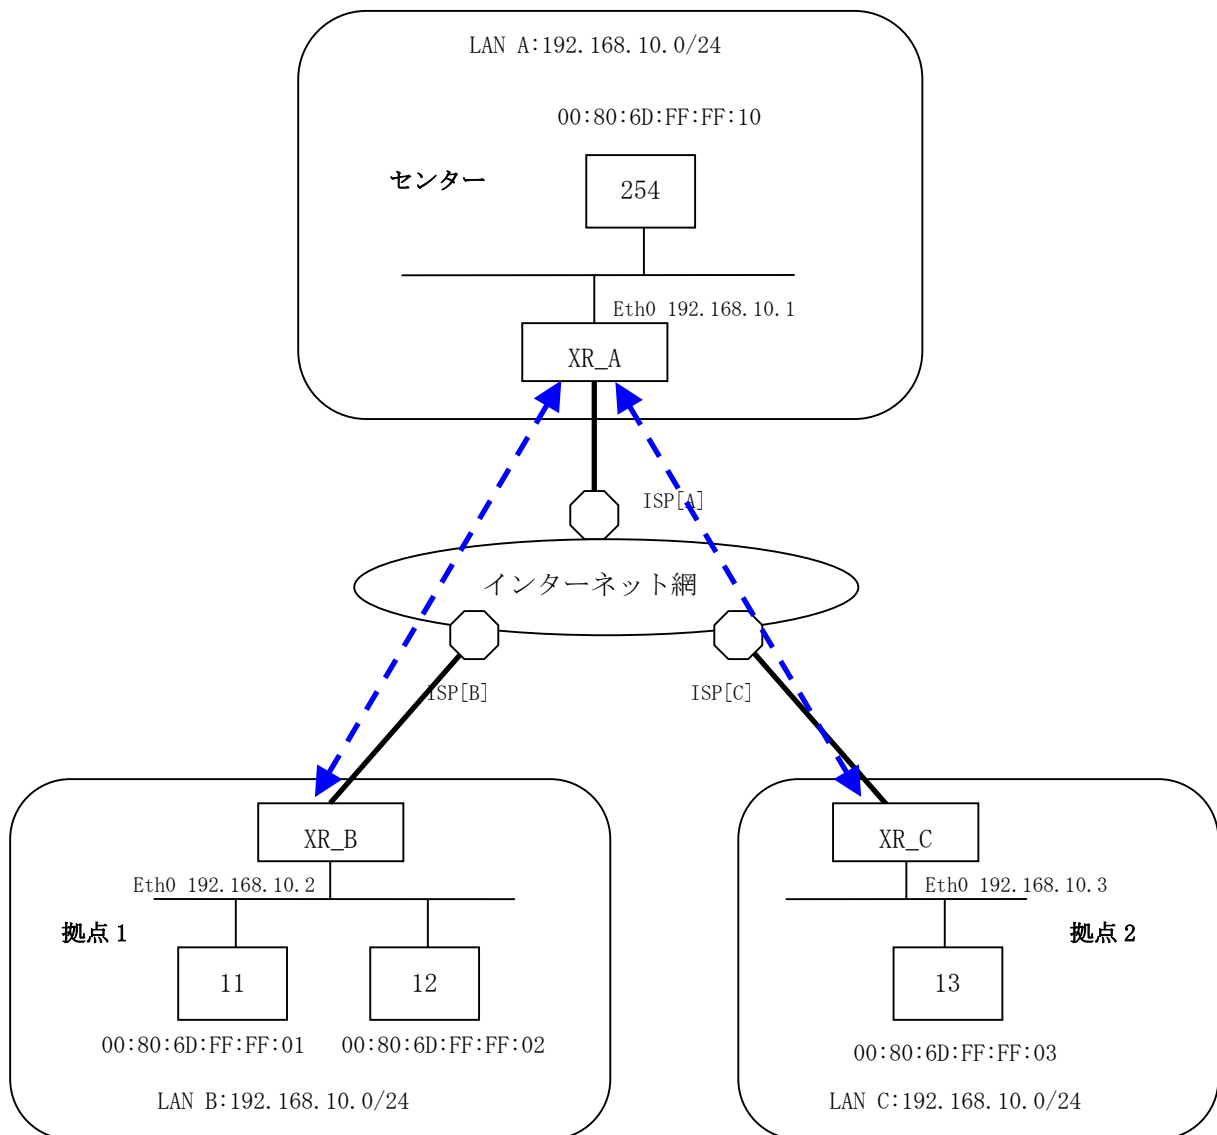 LAN A:192.168.10.0/24
00:80:6D:FF:FF:10
センター
254
Eth0 192.168.10.1
XR_A
ISP[A]
インターネット網
ISP[B]
ISP[C]
XR_B
XR_C
Eth0 192.168.10.2
Eth0 192.168.10.3
拠点 1
拠点 2
11
12
13
00:80:6D:FF:FF:01
00:80:6D:FF:FF:02
00:80:6D:FF:FF:03
LAN B:192.168.10.0/24
LAN C:192.168.10.0/24